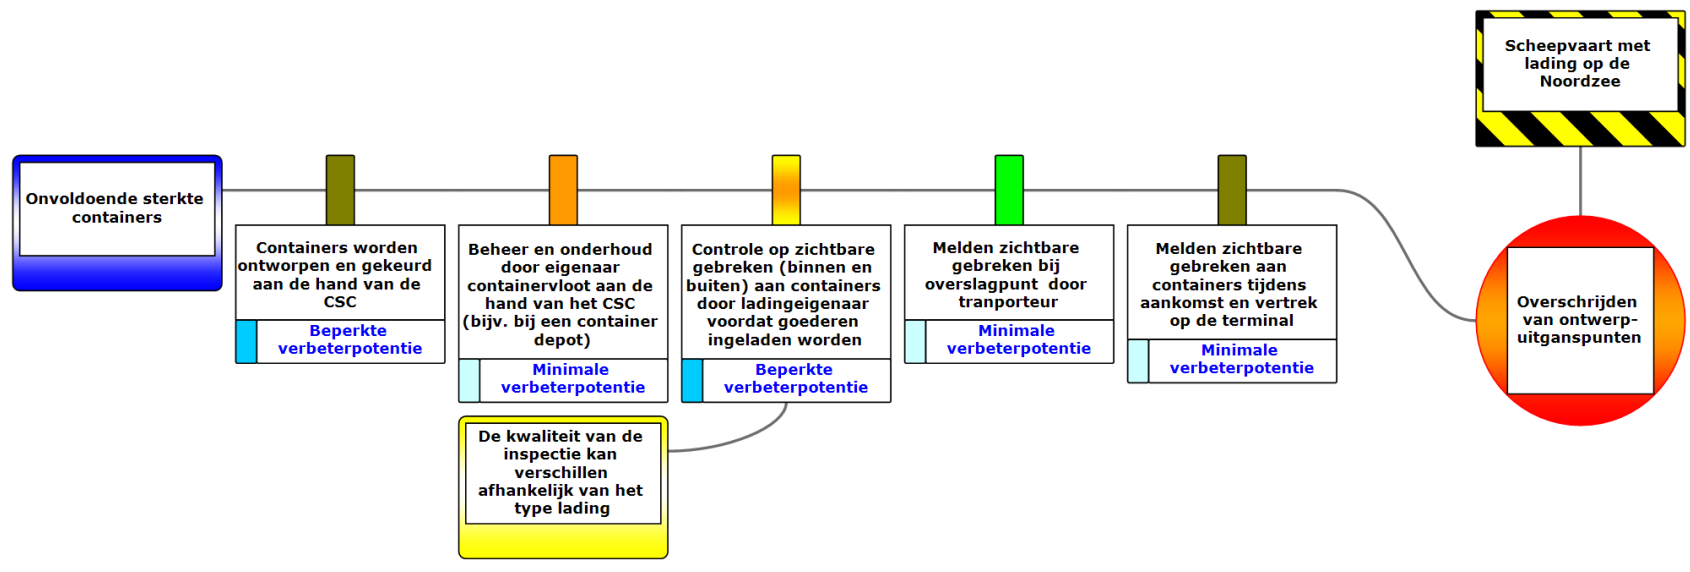 Scheepvaart met
lading op de
Noordzee
Onvoldoende sterkte
containers
Containers worden
ontworpen en gekeurd
aan de hand van de
CSC
Beperkte
verbeterpotentie
Beheer en onderhoud
door eigenaar
containervloot aan de
hand van het CSC
(bijv. bij een container
depot)
Minimale
verbeterpotentie
Controle op zichtbare
gebreken (binnen en
buiten) aan containers
door ladingeigenaar
voordat goederen
ingeladen worden
Beperkte
verbeterpotentie
Melden zichtbare
gebreken bij
overslagpunt door
tranporteur
Minimale
verbeterpotentie
Melden zichtbare
gebreken aan
containers tijdens
aankomst en vertrek
op de terminal
Minimale
verbeterpotentie
Overschrijden
van ontwerp-
uitganspunten
De kwaliteit van de
inspectie kan
verschillen
afhankelijk van het
type lading